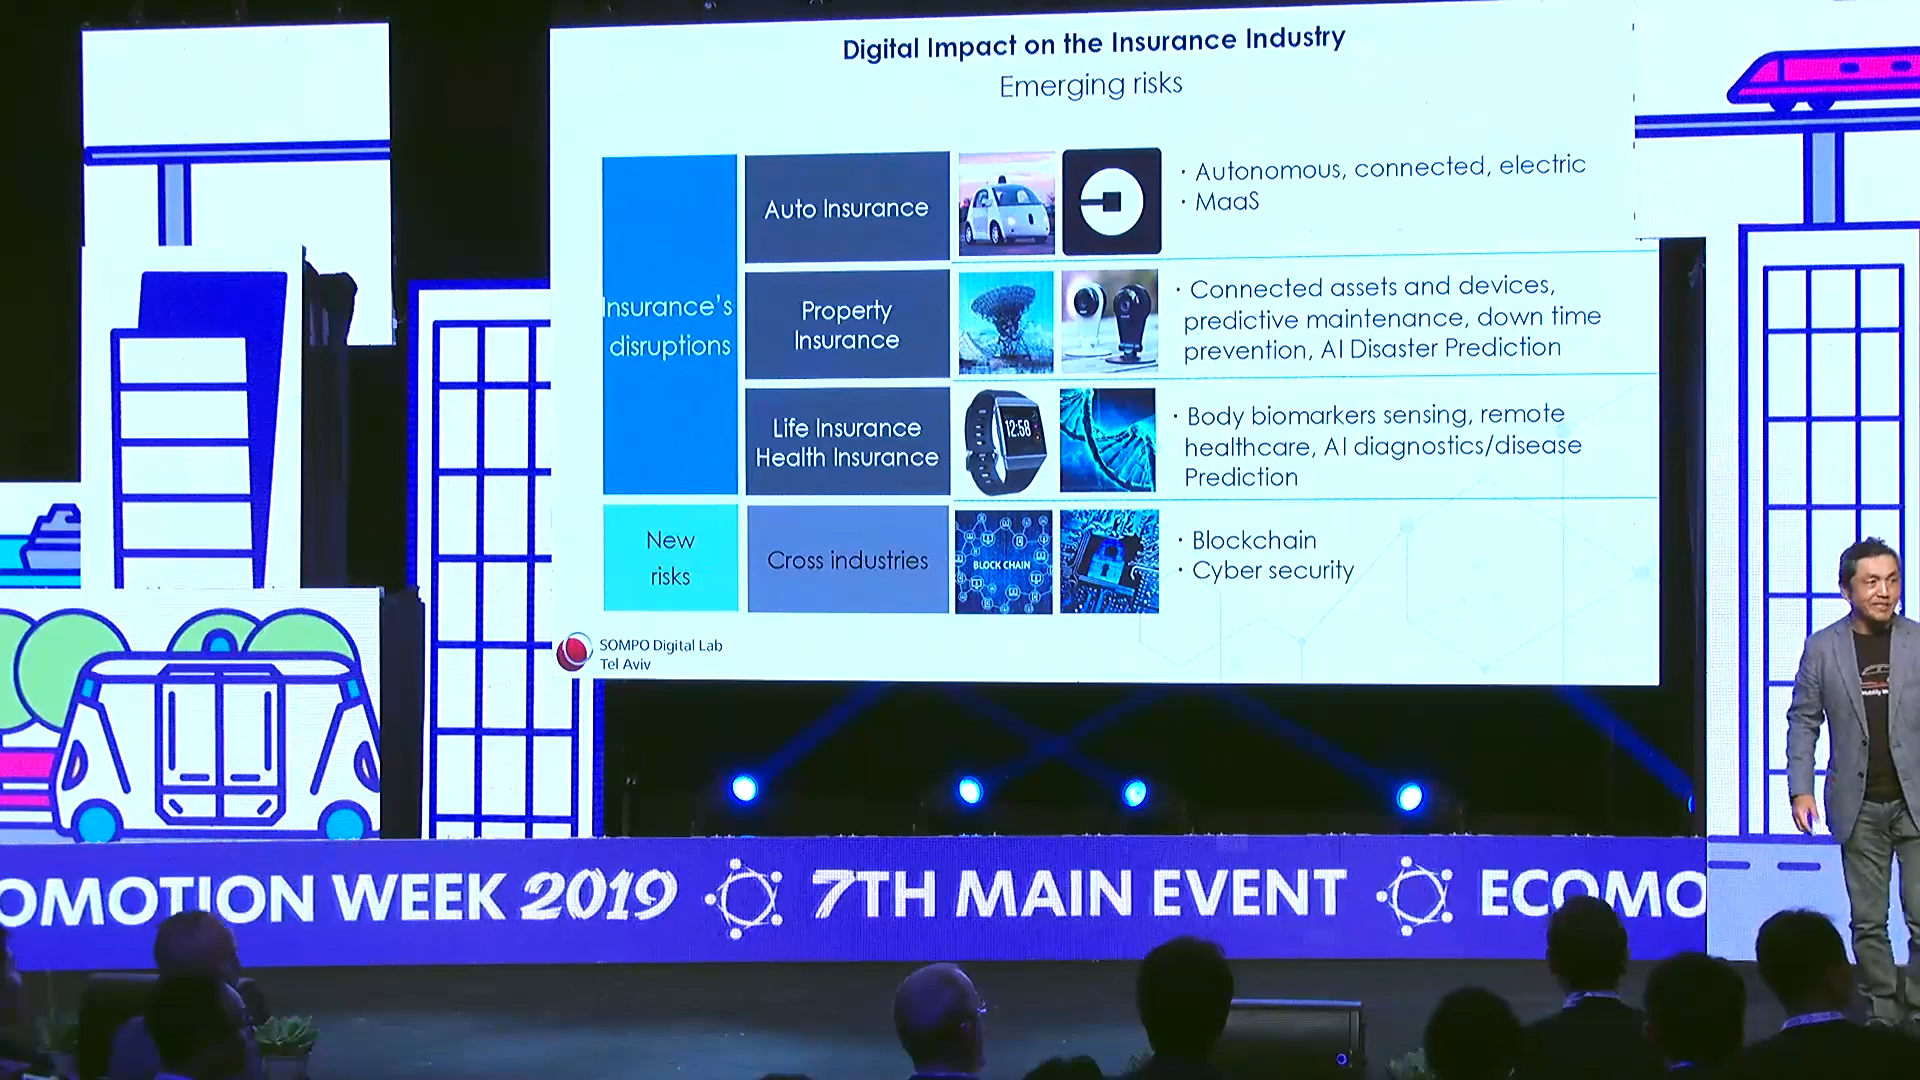 Digital Impact on the Insurance Industry
Emerging risks
Insurance's
disruptions
Auto Insurance
· Autonomous, connected, electric
· MaaS
Property
Insurance
· Connected assets and devices,
predictive maintenance, down time
prevention, AI Disaster Prediction
Life Insurance
Health Insurance
12:58
· Body biomarkers sensing, remote
healthcare, AI diagnostics/disease
Prediction
New
risks
Cross industries
BLOCK CHAIN
· Blockchain
· Cyber security
SOMPO Digital Lab
Tel Aviv
OMOTION WEEK 2019 7TH MAIN EVENT ECOMO